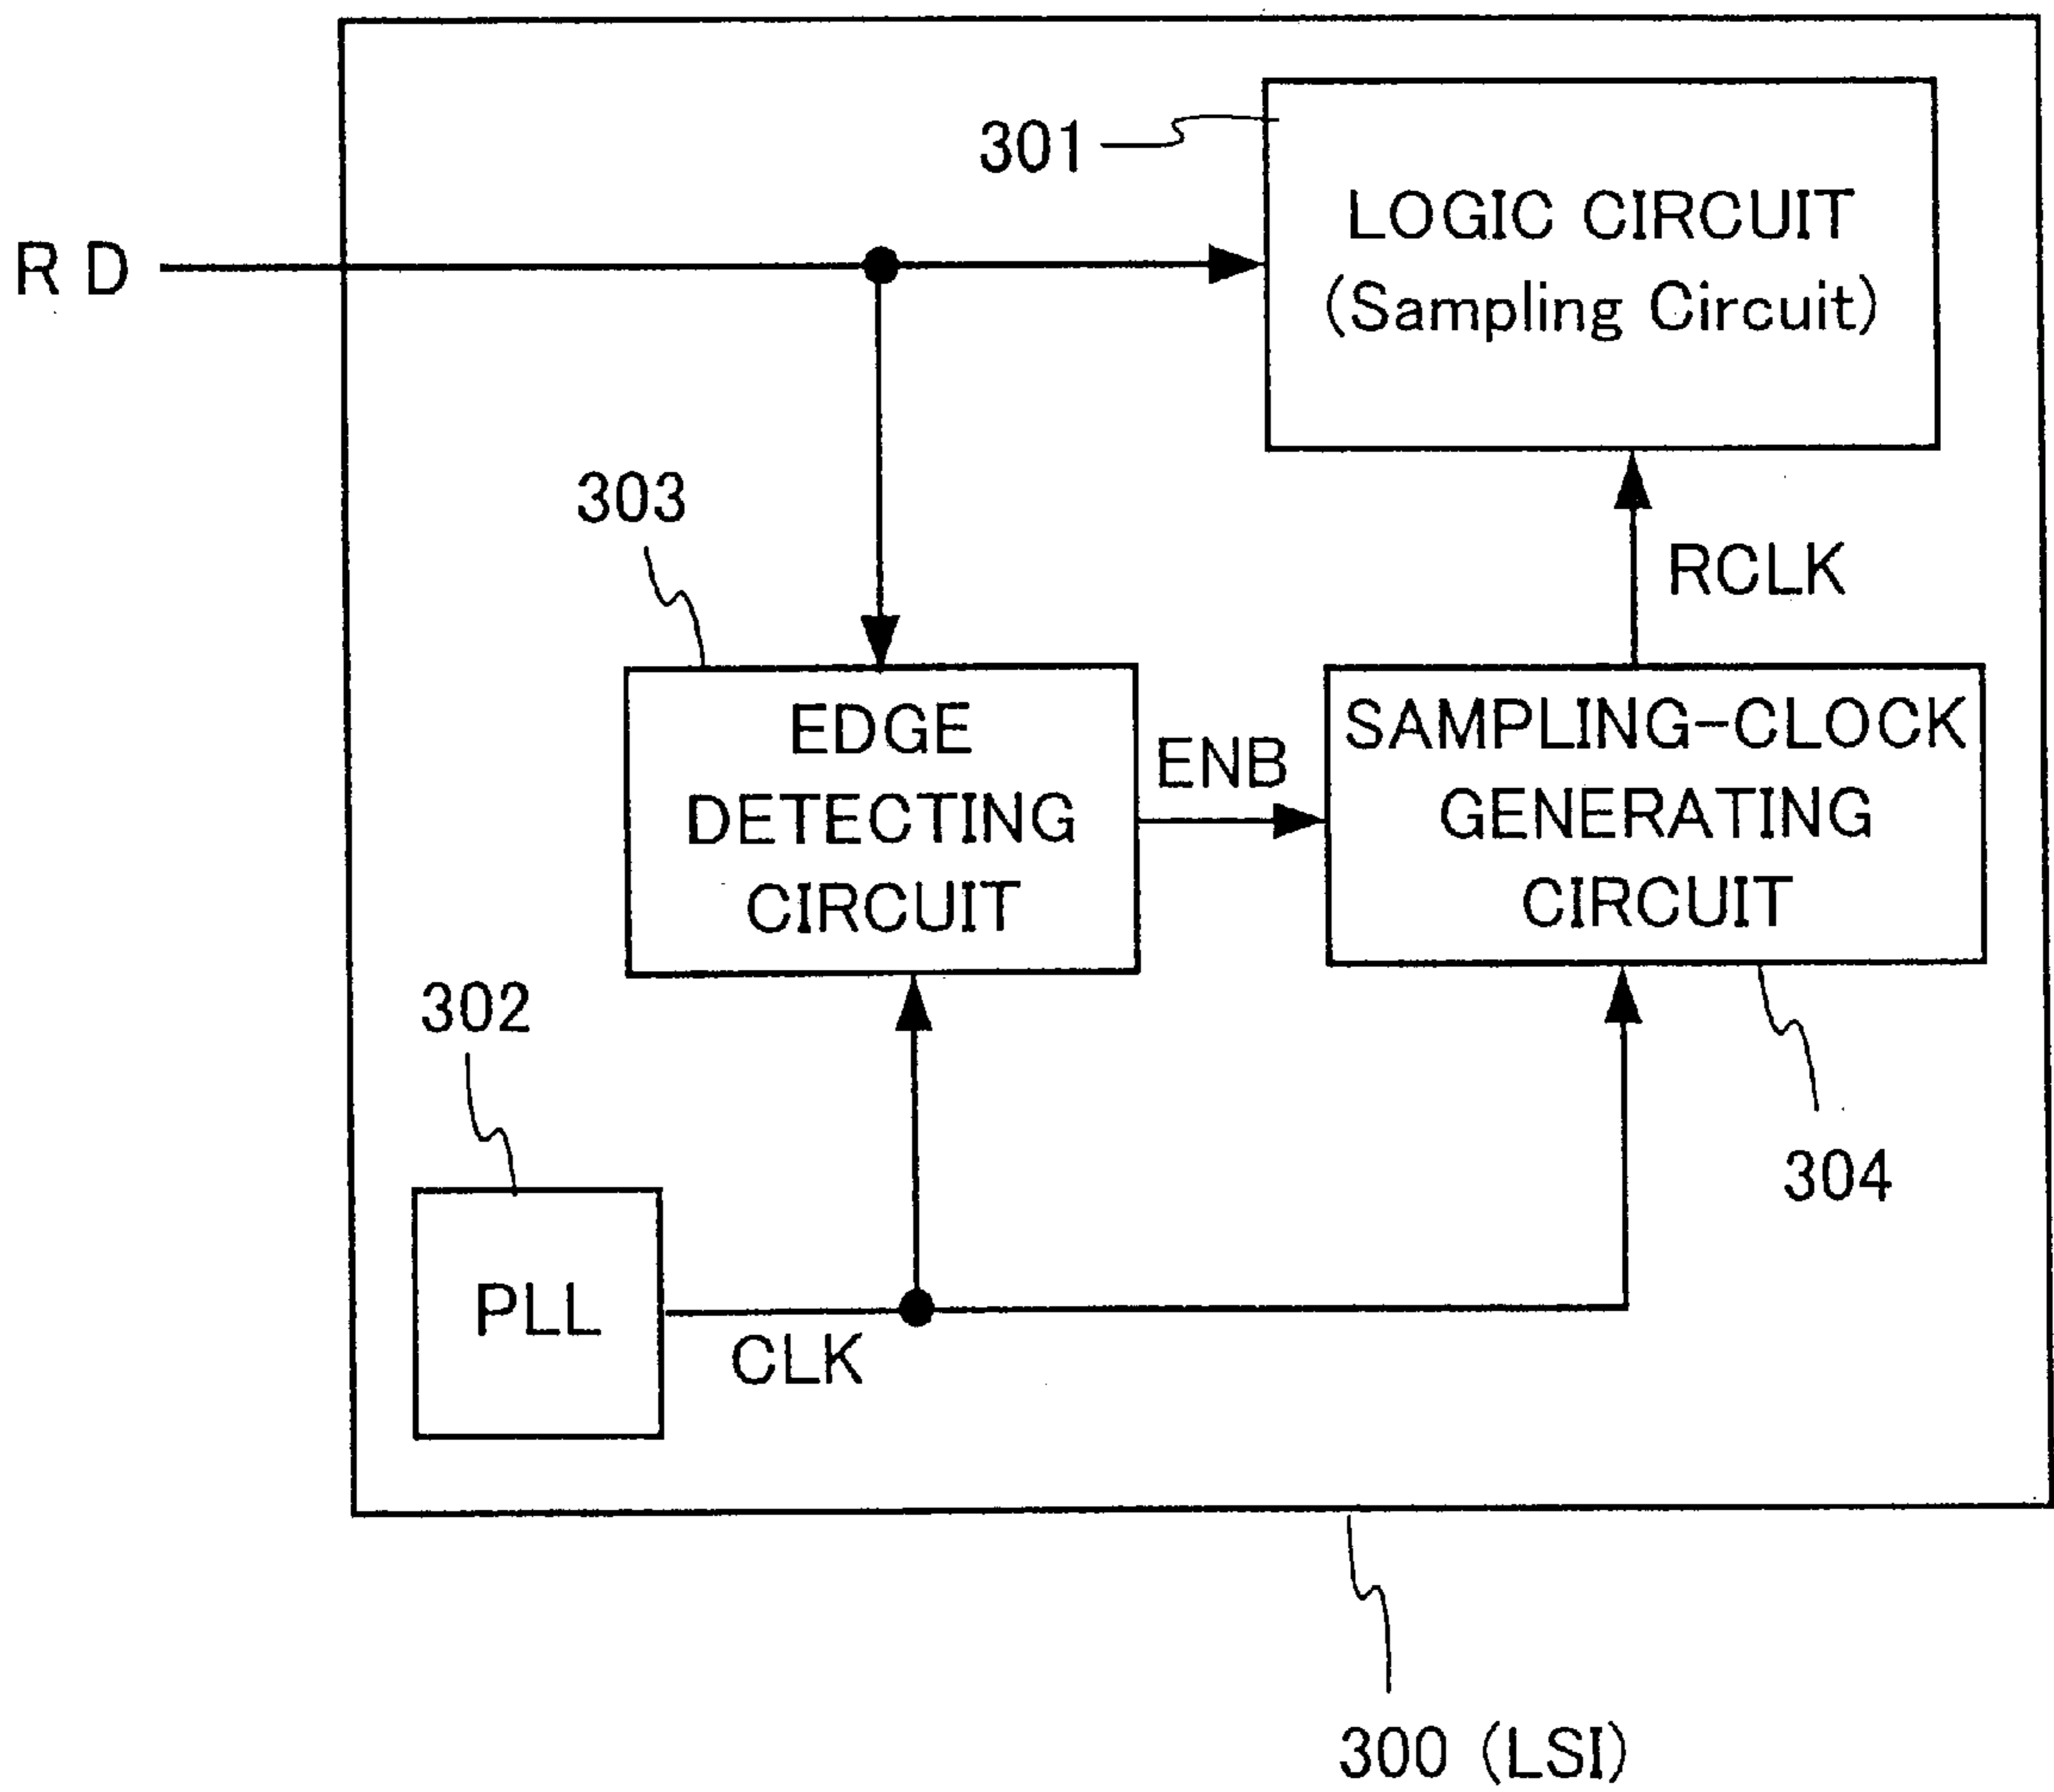 301
LOGIC CIRCUIT
(Sampling Circuit)
R D
303
RCLK
EDGE
DETECTING
CIRCUIT
ENB
SAMPLING-CLOCK
GENERATING
CIRCUIT
302
304
PLL
CLK
300 (LSI)